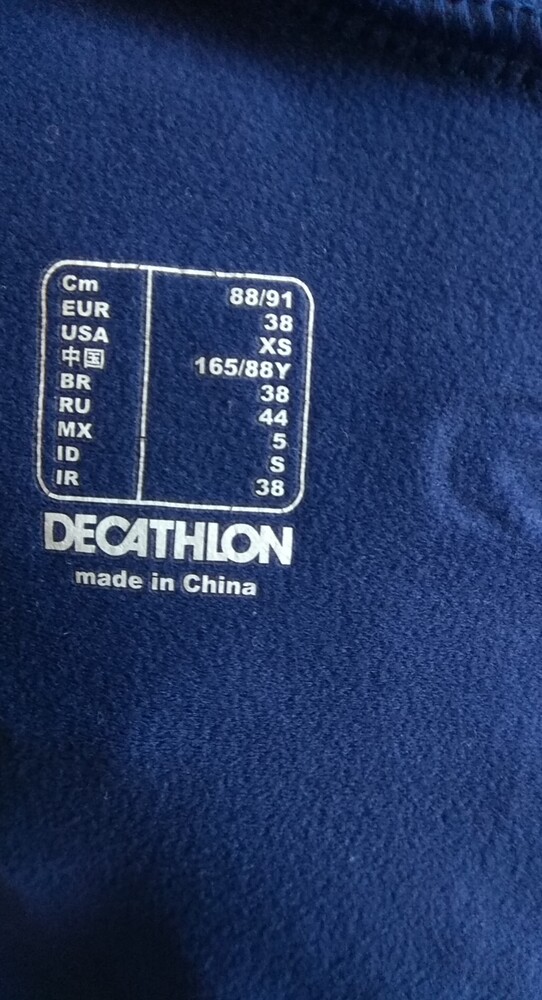 Cm 88/91
EUR 38
USA XS
中国 165/88Y
BR 38
RU 44
MX 5
ID S
IR 38
DECATHLON
made in China